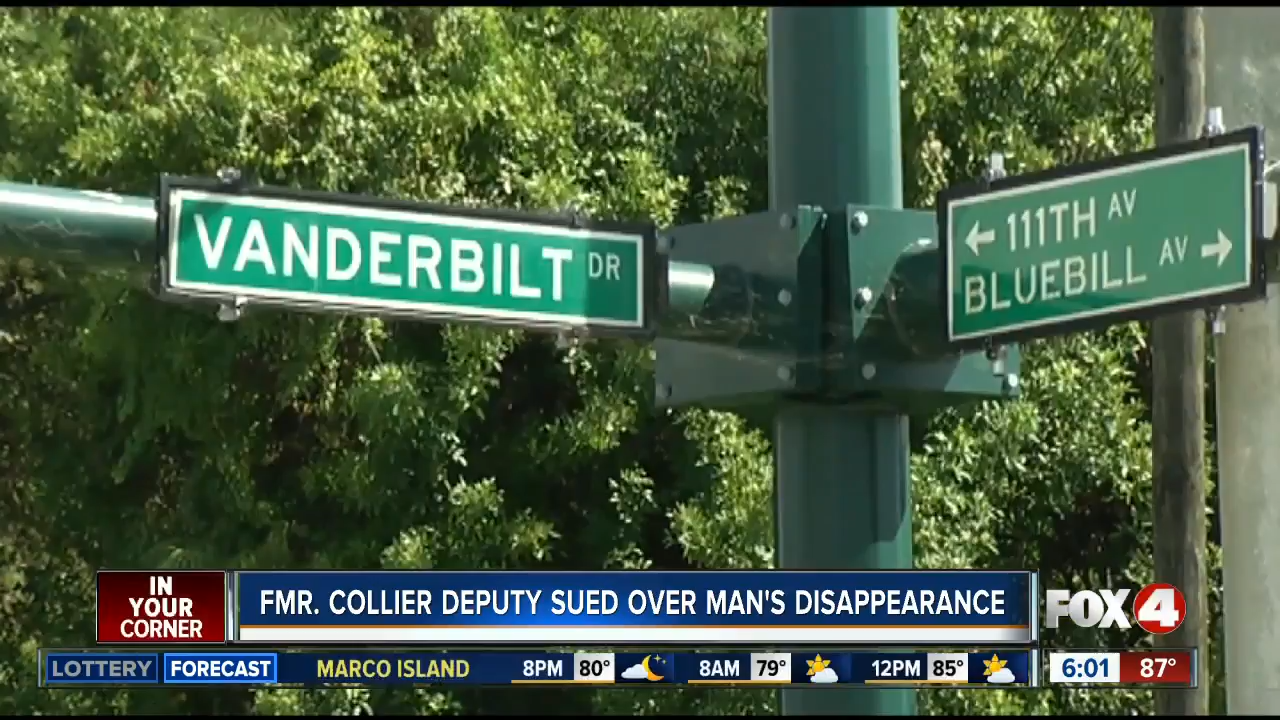 VANDERBILT DR
← 111TH AV
BLUEBILL AV →
IN
YOUR
CORNER
FMR. COLLIER DEPUTY SUED OVER MAN'S DISAPPEARANCE
FOX 4
LOTTERY FORECAST MARCO ISLAND 8PM 80° 8AM 79° 12PM 85° 6:01 87°